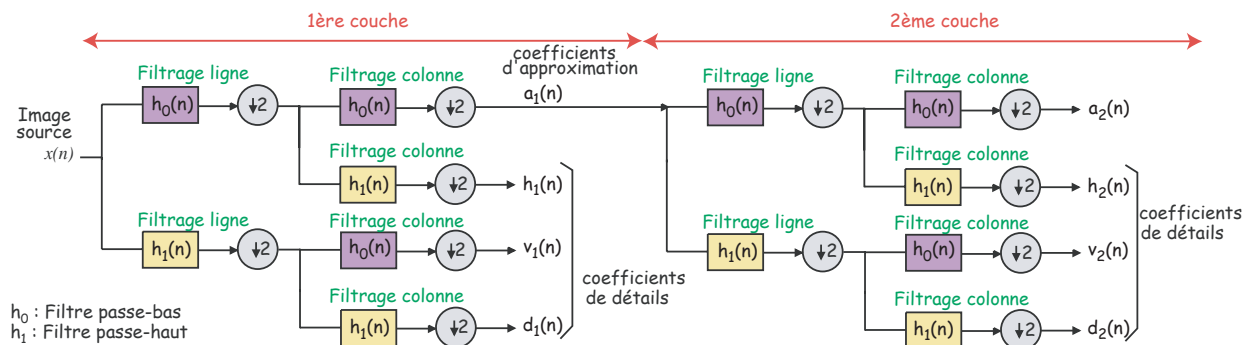 1ère couche
2ème couche
coefficients
d'approximation
Filtrage ligne
Filtrage colonne
Filtrage ligne
Filtrage colonne
h0(n)
↓2
h0(n)
↓2
a1(n)
h0(n)
↓2
h0(n)
↓2
a2(n)
Image
source
x(n)
Filtrage colonne
Filtrage colonne
h1(n)
↓2
h1(n)
h1(n)
↓2
h2(n)
Filtrage ligne
Filtrage colonne
Filtrage ligne
Filtrage colonne
coefficients
de détails
h1(n)
↓2
h0(n)
↓2
v1(n)
h1(n)
↓2
h0(n)
↓2
v2(n)
coefficients
de détails
Filtrage colonne
Filtrage colonne
h1(n)
↓2
d1(n)
h1(n)
↓2
d2(n)
h0 : Filtre passe-bas
h1 : Filtre passe-haut